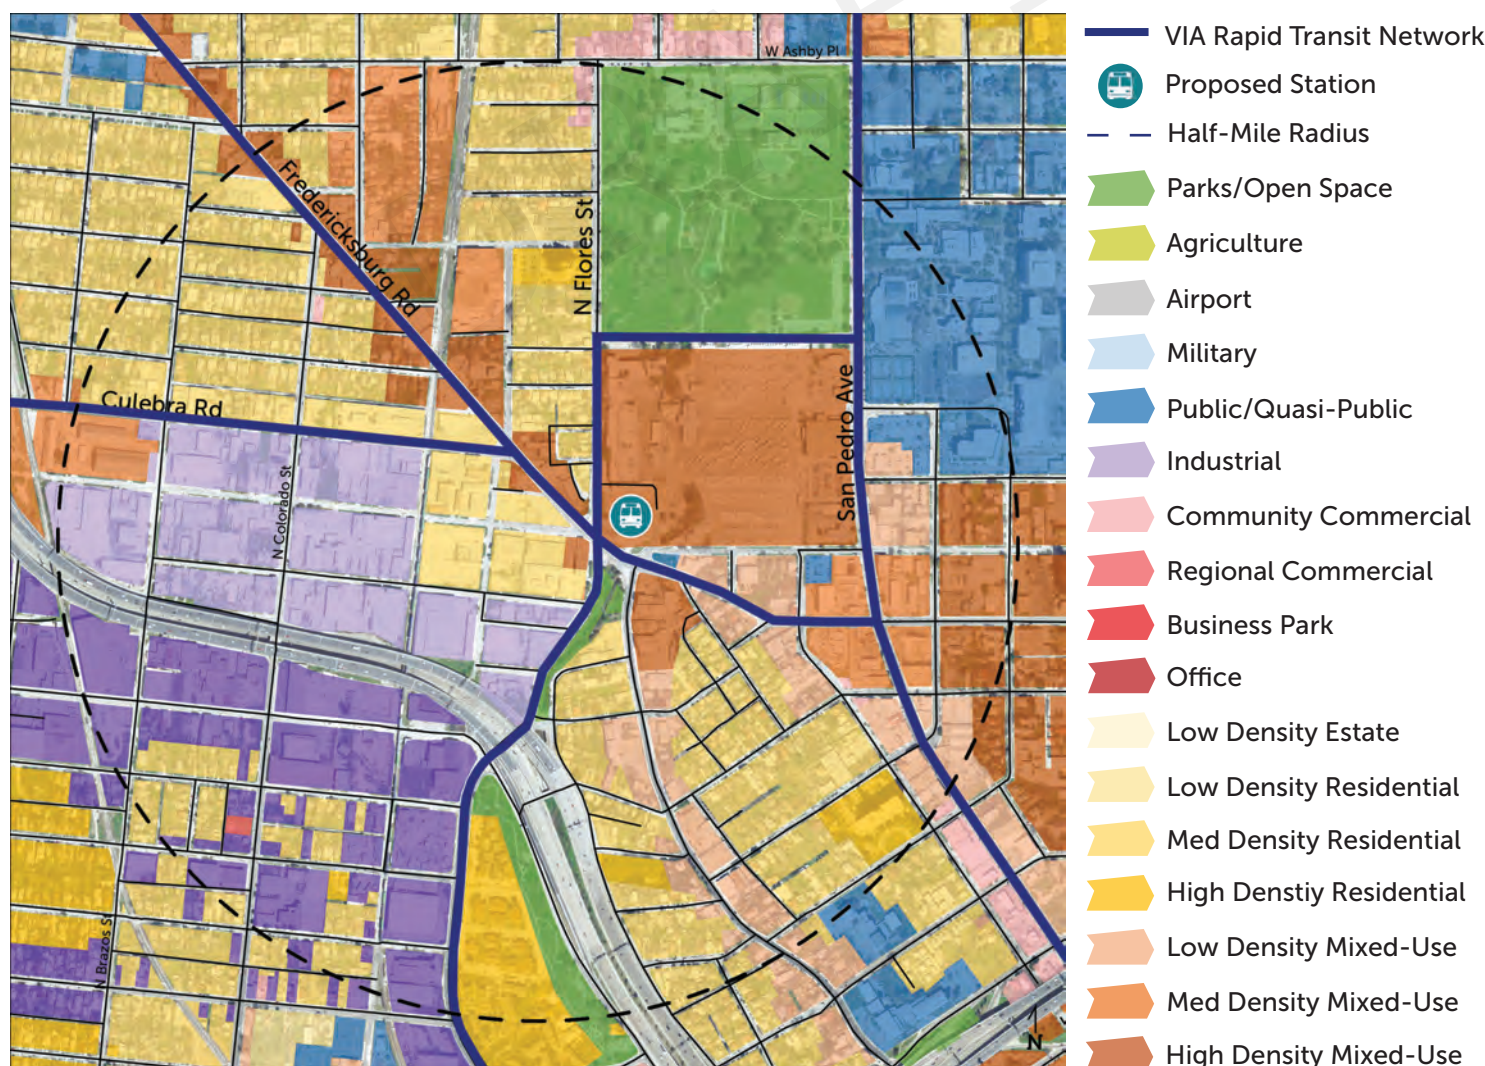 W Ashby Pl
Fredericksburg Rd
N Flores St
San Pedro Ave
Culebra Rd
N Colorado St
N Brazos S
N
VIA Rapid Transit Network
Proposed Station
Half-Mile Radius
Parks/Open Space
Agriculture
Airport
Military
Public/Quasi-Public
Industrial
Community Commercial
Regional Commercial
Business Park
Office
Low Density Estate
Low Density Residential
Med Density Residential
High Denstiy Residential
Low Density Mixed-Use
Med Density Mixed-Use
High Density Mixed-Use